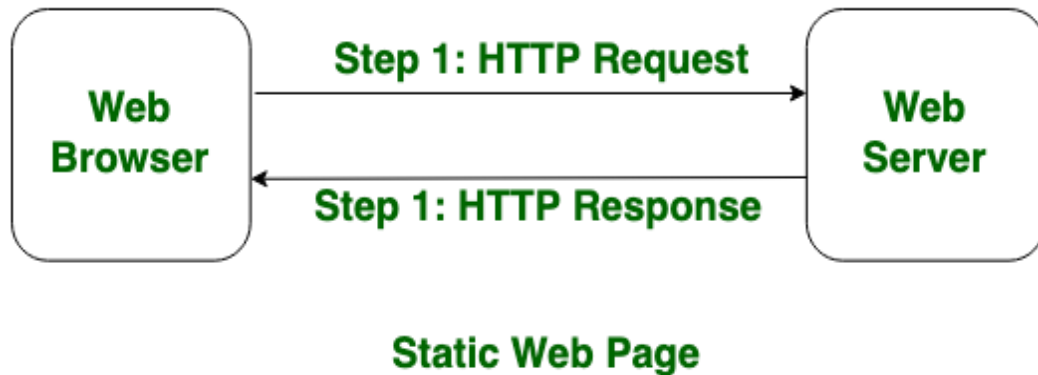 Step 1: HTTP Request
Web
Browser
Web
Server
Step 1: HTTP Response
Static Web Page